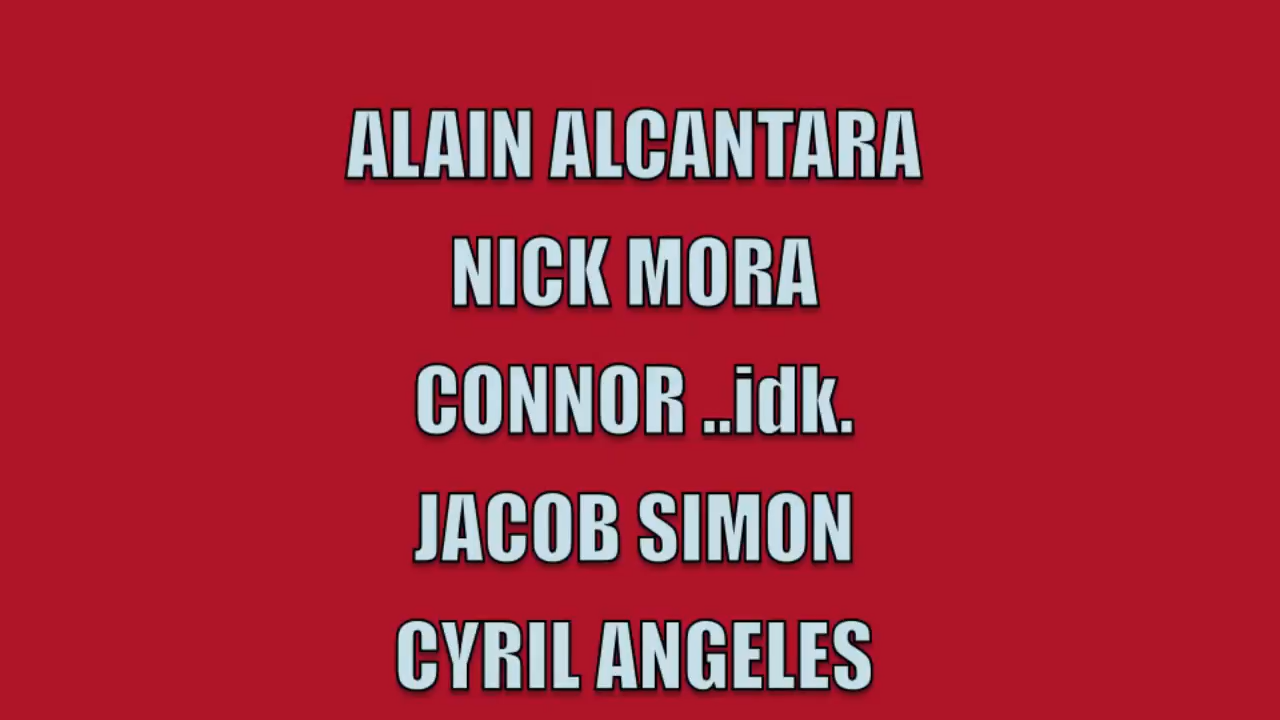 ALAIN ALCANTARA
NICK MORA
CONNOR ..idk.
JACOB SIMON
CYRIL ANGELES